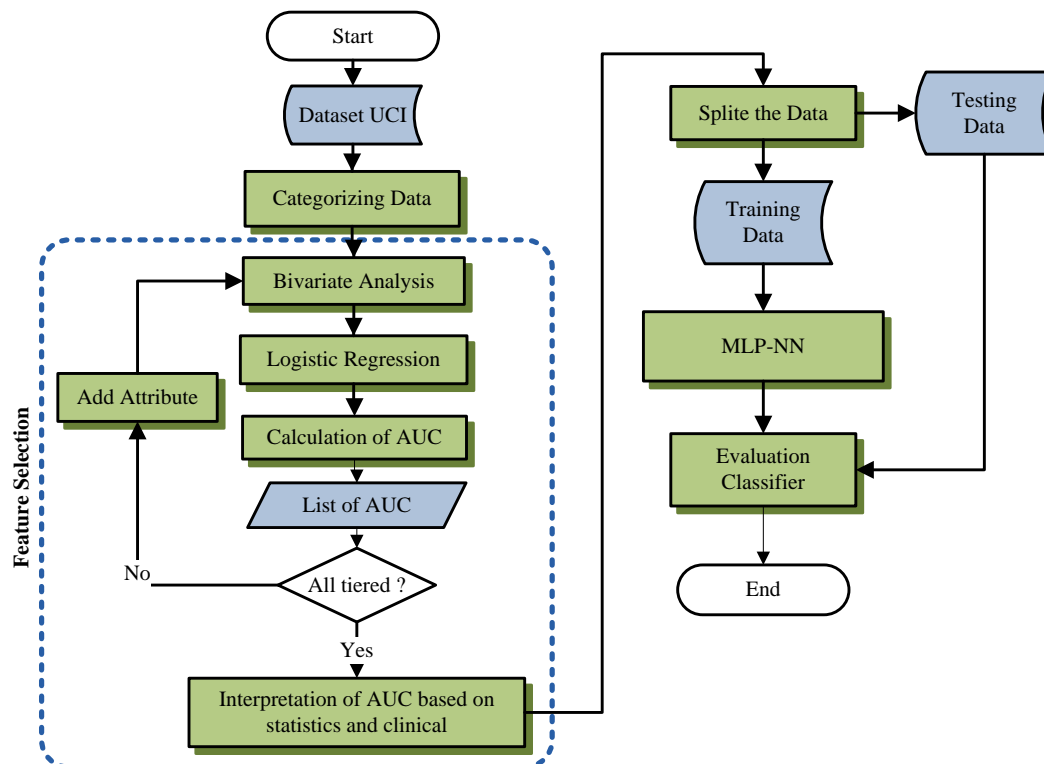 Start
Dataset UCI
Categorizing Data
Feature Selection
Bivariate Analysis
Logistic Regression
Add Attribute
Calculation of AUC
List of AUC
All tiered ?
No
Yes
Interpretation of AUC based on
statistics and clinical
Splite the Data
Testing
Data
Training
Data
MLP-NN
Evaluation
Classifier
End